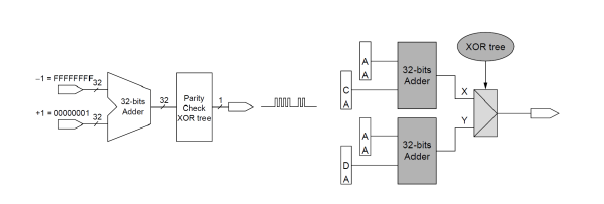 −1 = FFFFFFFF
32
+1 = 00000001
32
32-bits
Adder
32
Parity
Check
XOR tree
1
A
A
C
A
32-bits
Adder
X
XOR tree
A
A
D
A
32-bits
Adder
Y